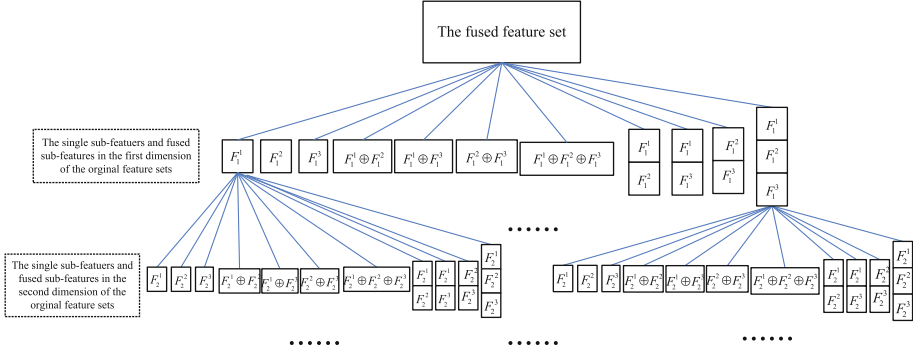 The fused feature set
The single sub-featuers and fused
sub-features in the first dimension
of the orginal feature sets
F₁¹ F₁² F₁³ F₁¹⊕F₁² F₁¹⊕F₁³ F₁²⊕F₁³ F₁¹⊕F₁²⊕F₁³ F₁¹ F₁¹ F₁² F₁¹
F₁² F₁³ F₁³ F₁²
F₁³
......
The single sub-featuers and
fused sub-features in the
second dimension of the
orginal feature sets
F₂¹ F₂² F₂³ F₂¹⊕F₂² F₂¹⊕F₂³ F₂²⊕F₂³ F₂¹⊕F₂²⊕F₂³ F₂¹ F₂¹ F₂² F₂¹
F₂² F₂³ F₂³ F₂²
F₂³
F₂¹ F₂² F₂³ F₂¹⊕F₂² F₂¹⊕F₂³ F₂²⊕F₂³ F₂¹⊕F₂²⊕F₂³ F₂¹ F₂¹ F₂² F₂¹
F₂² F₂³ F₂³ F₂²
F₂³
...... ...... ......